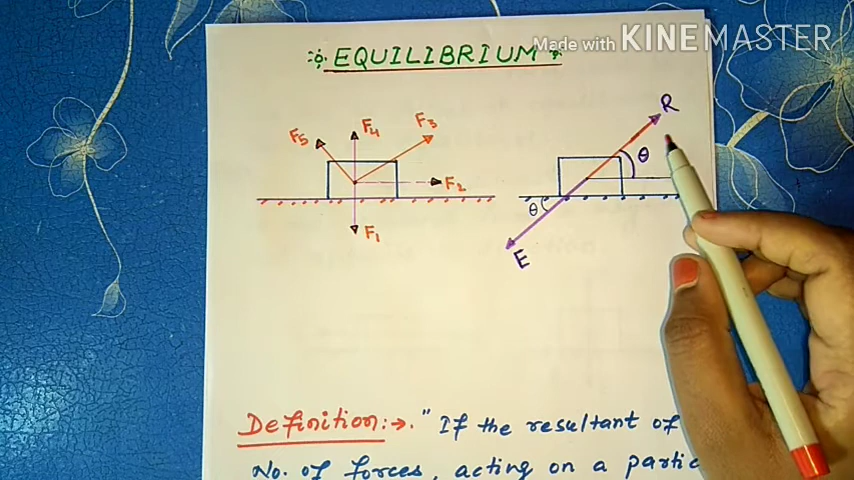 EQUILIBRIUM
Made with KINEMASTER
F5 F4 F3
F2
F1
R
θ
θ
E
Definition:→. "If the resultant of
No. of forces, acting on a partic